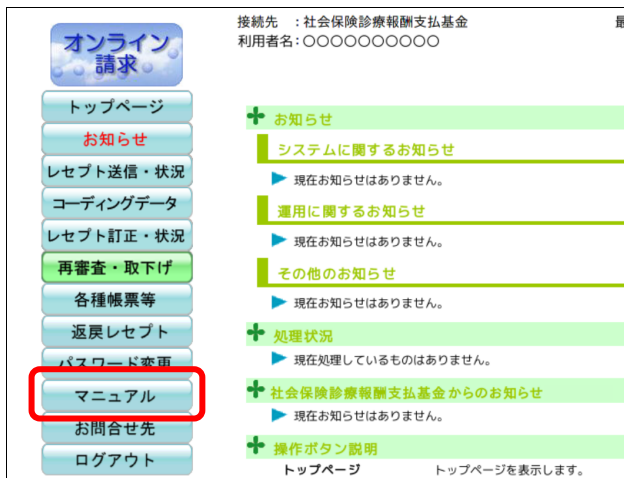 接続先　：社会保険診療報酬支払基金
最
利用者名：○○○○○○○○○○
オンライン
請求
トップページ
お知らせ
レセプト送信・状況
コーディングデータ
レセプト訂正・状況
再審査・取下げ
各種帳票等
返戻レセプト
パスワード変更
マニュアル
お問合せ先
ログアウト
お知らせ
システムに関するお知らせ
現在お知らせはありません。
運用に関するお知らせ
現在お知らせはありません。
その他のお知らせ
現在お知らせはありません。
処理状況
現在処理しているものはありません。
社会保険診療報酬支払基金からのお知らせ
現在お知らせはありません。
操作ボタン説明
トップページ　トップページを表示します。